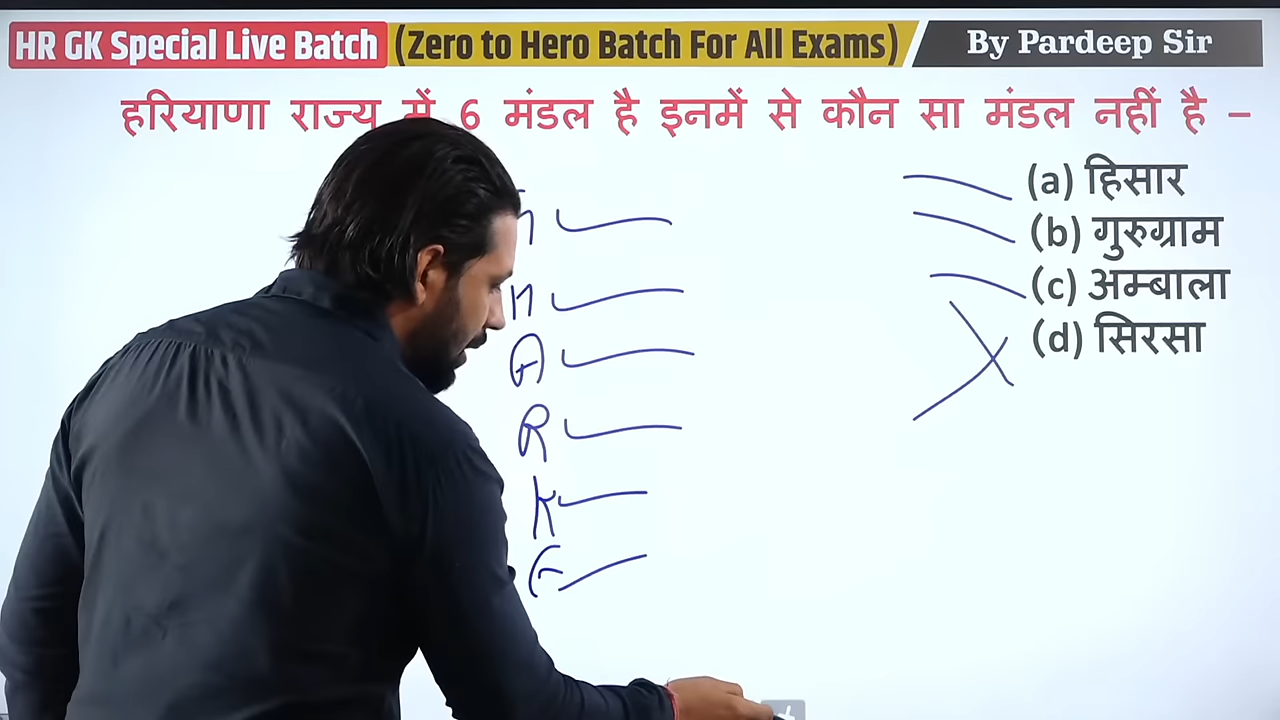 HR GK Special Live Batch (Zero to Hero Batch For All Exams) By Pardeep Sir
हरियाणा राज्य में 6 मंडल है इनमें से कौन सा मंडल नहीं है –
(a) हिसार
(b) गुरुग्राम
(c) अम्बाला
(d) सिरसा
R
K